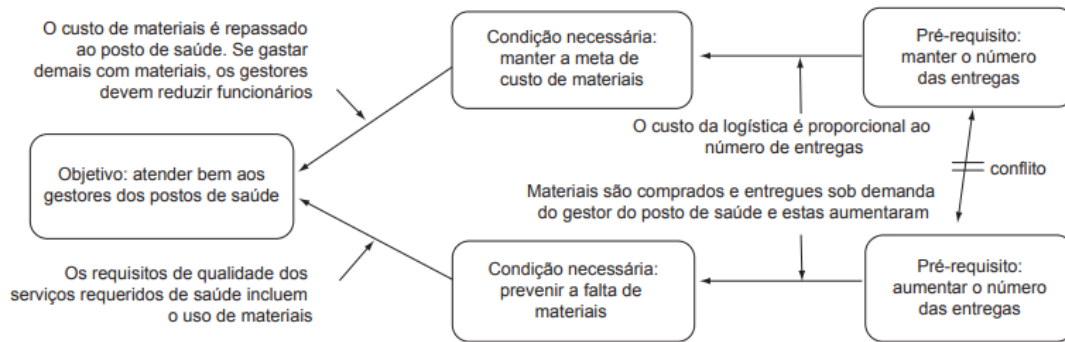 O custo de materiais é repassado
ao posto de saúde. Se gastar
demais com materiais, os gestores
devem reduzir funcionários
Condição necessária:
manter a meta de
custo de materiais
Pré-requisito:
manter o número
das entregas
O custo da logística é proporcional ao
número de entregas
Objetivo: atender bem aos
gestores dos postos de saúde
conflito
Materiais são comprados e entregues sob demanda
do gestor do posto de saúde e estas aumentaram
Os requisitos de qualidade dos
serviços requeridos de saúde incluem
o uso de materiais
Condição necessária:
prevenir a falta de
materiais
Pré-requisito:
aumentar o número
das entregas